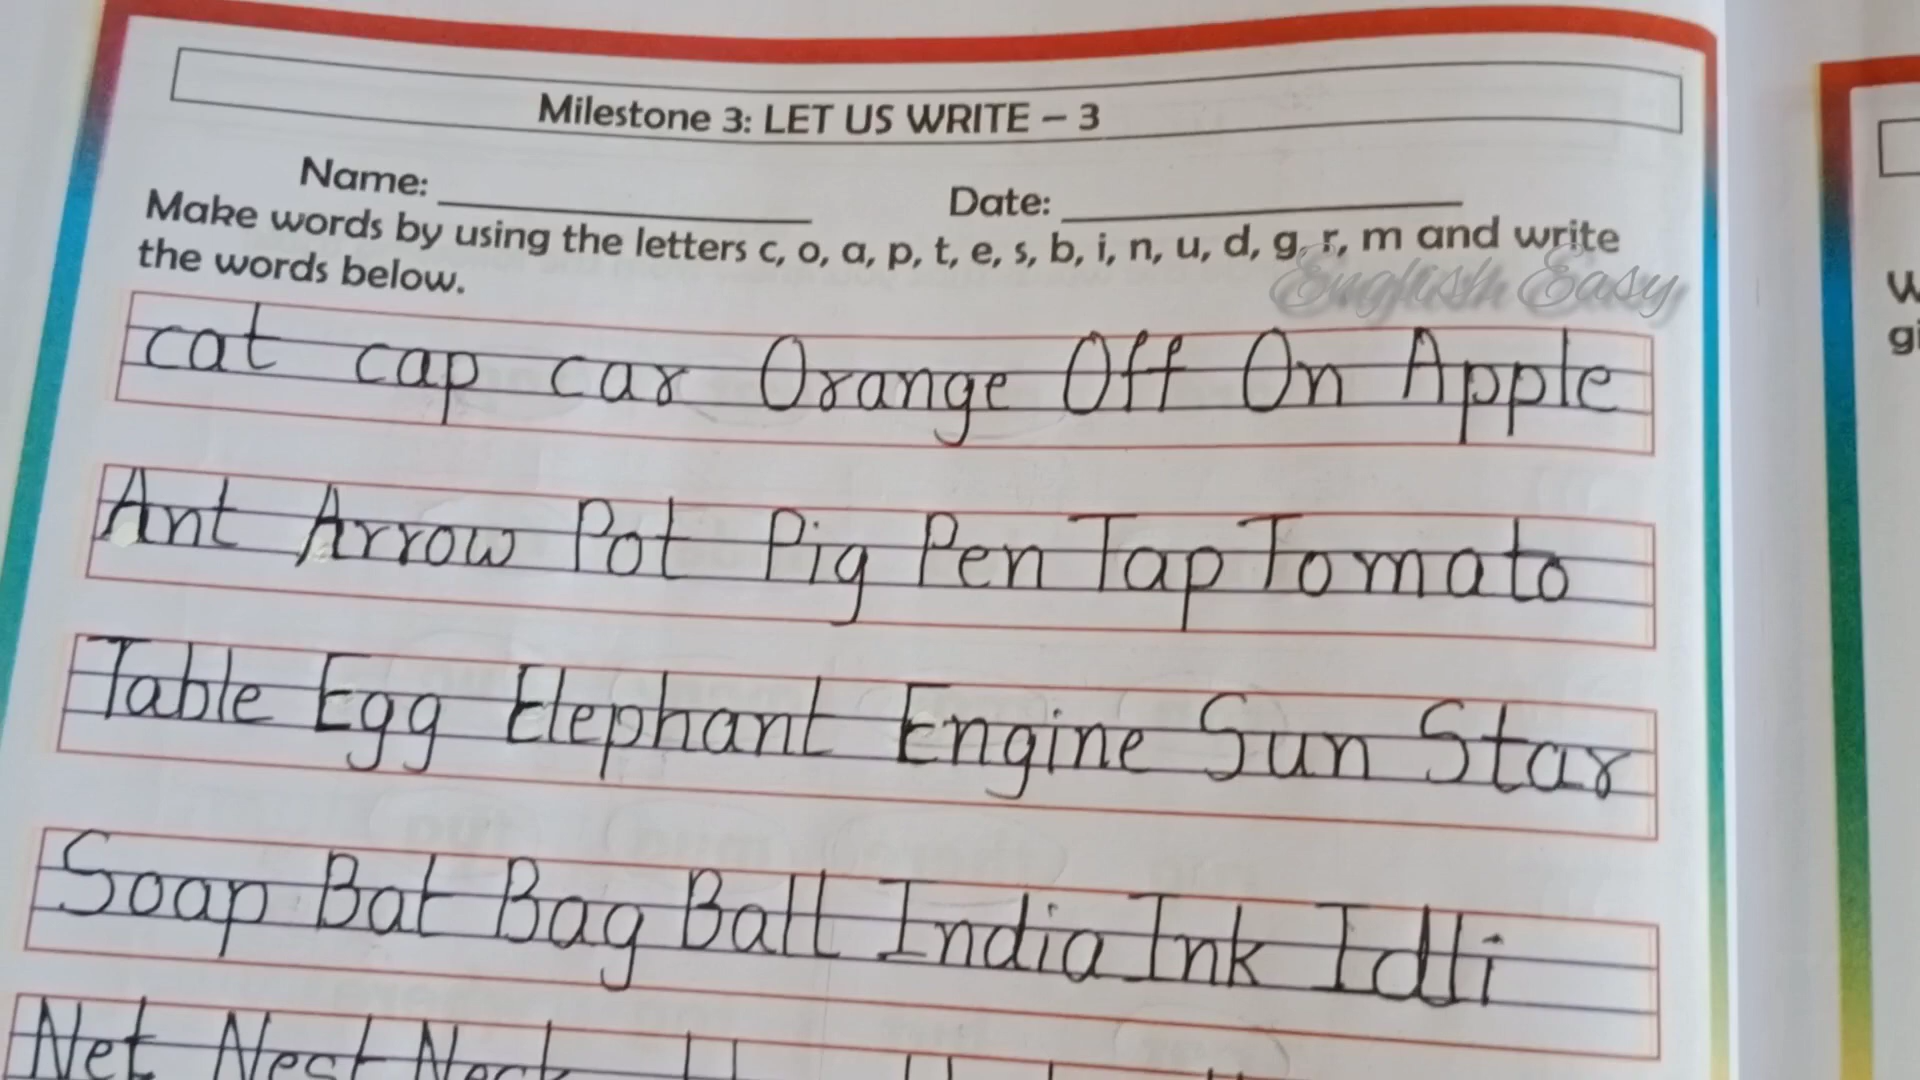 Milestone 3: LET US WRITE – 3
Name: Date:
Make words by using the letters c, o, a, p, t, e, s, b, i, n, u, d, g, r, m and write
the words below.
English Easy
cat cap car Orange Off On Apple
Ant Arrow Pot Pig Pen Tap Tomato
Table Egg Elephant Engine Sun Star
Soap Bat Bag Ball India Ink Idli
Net Nest